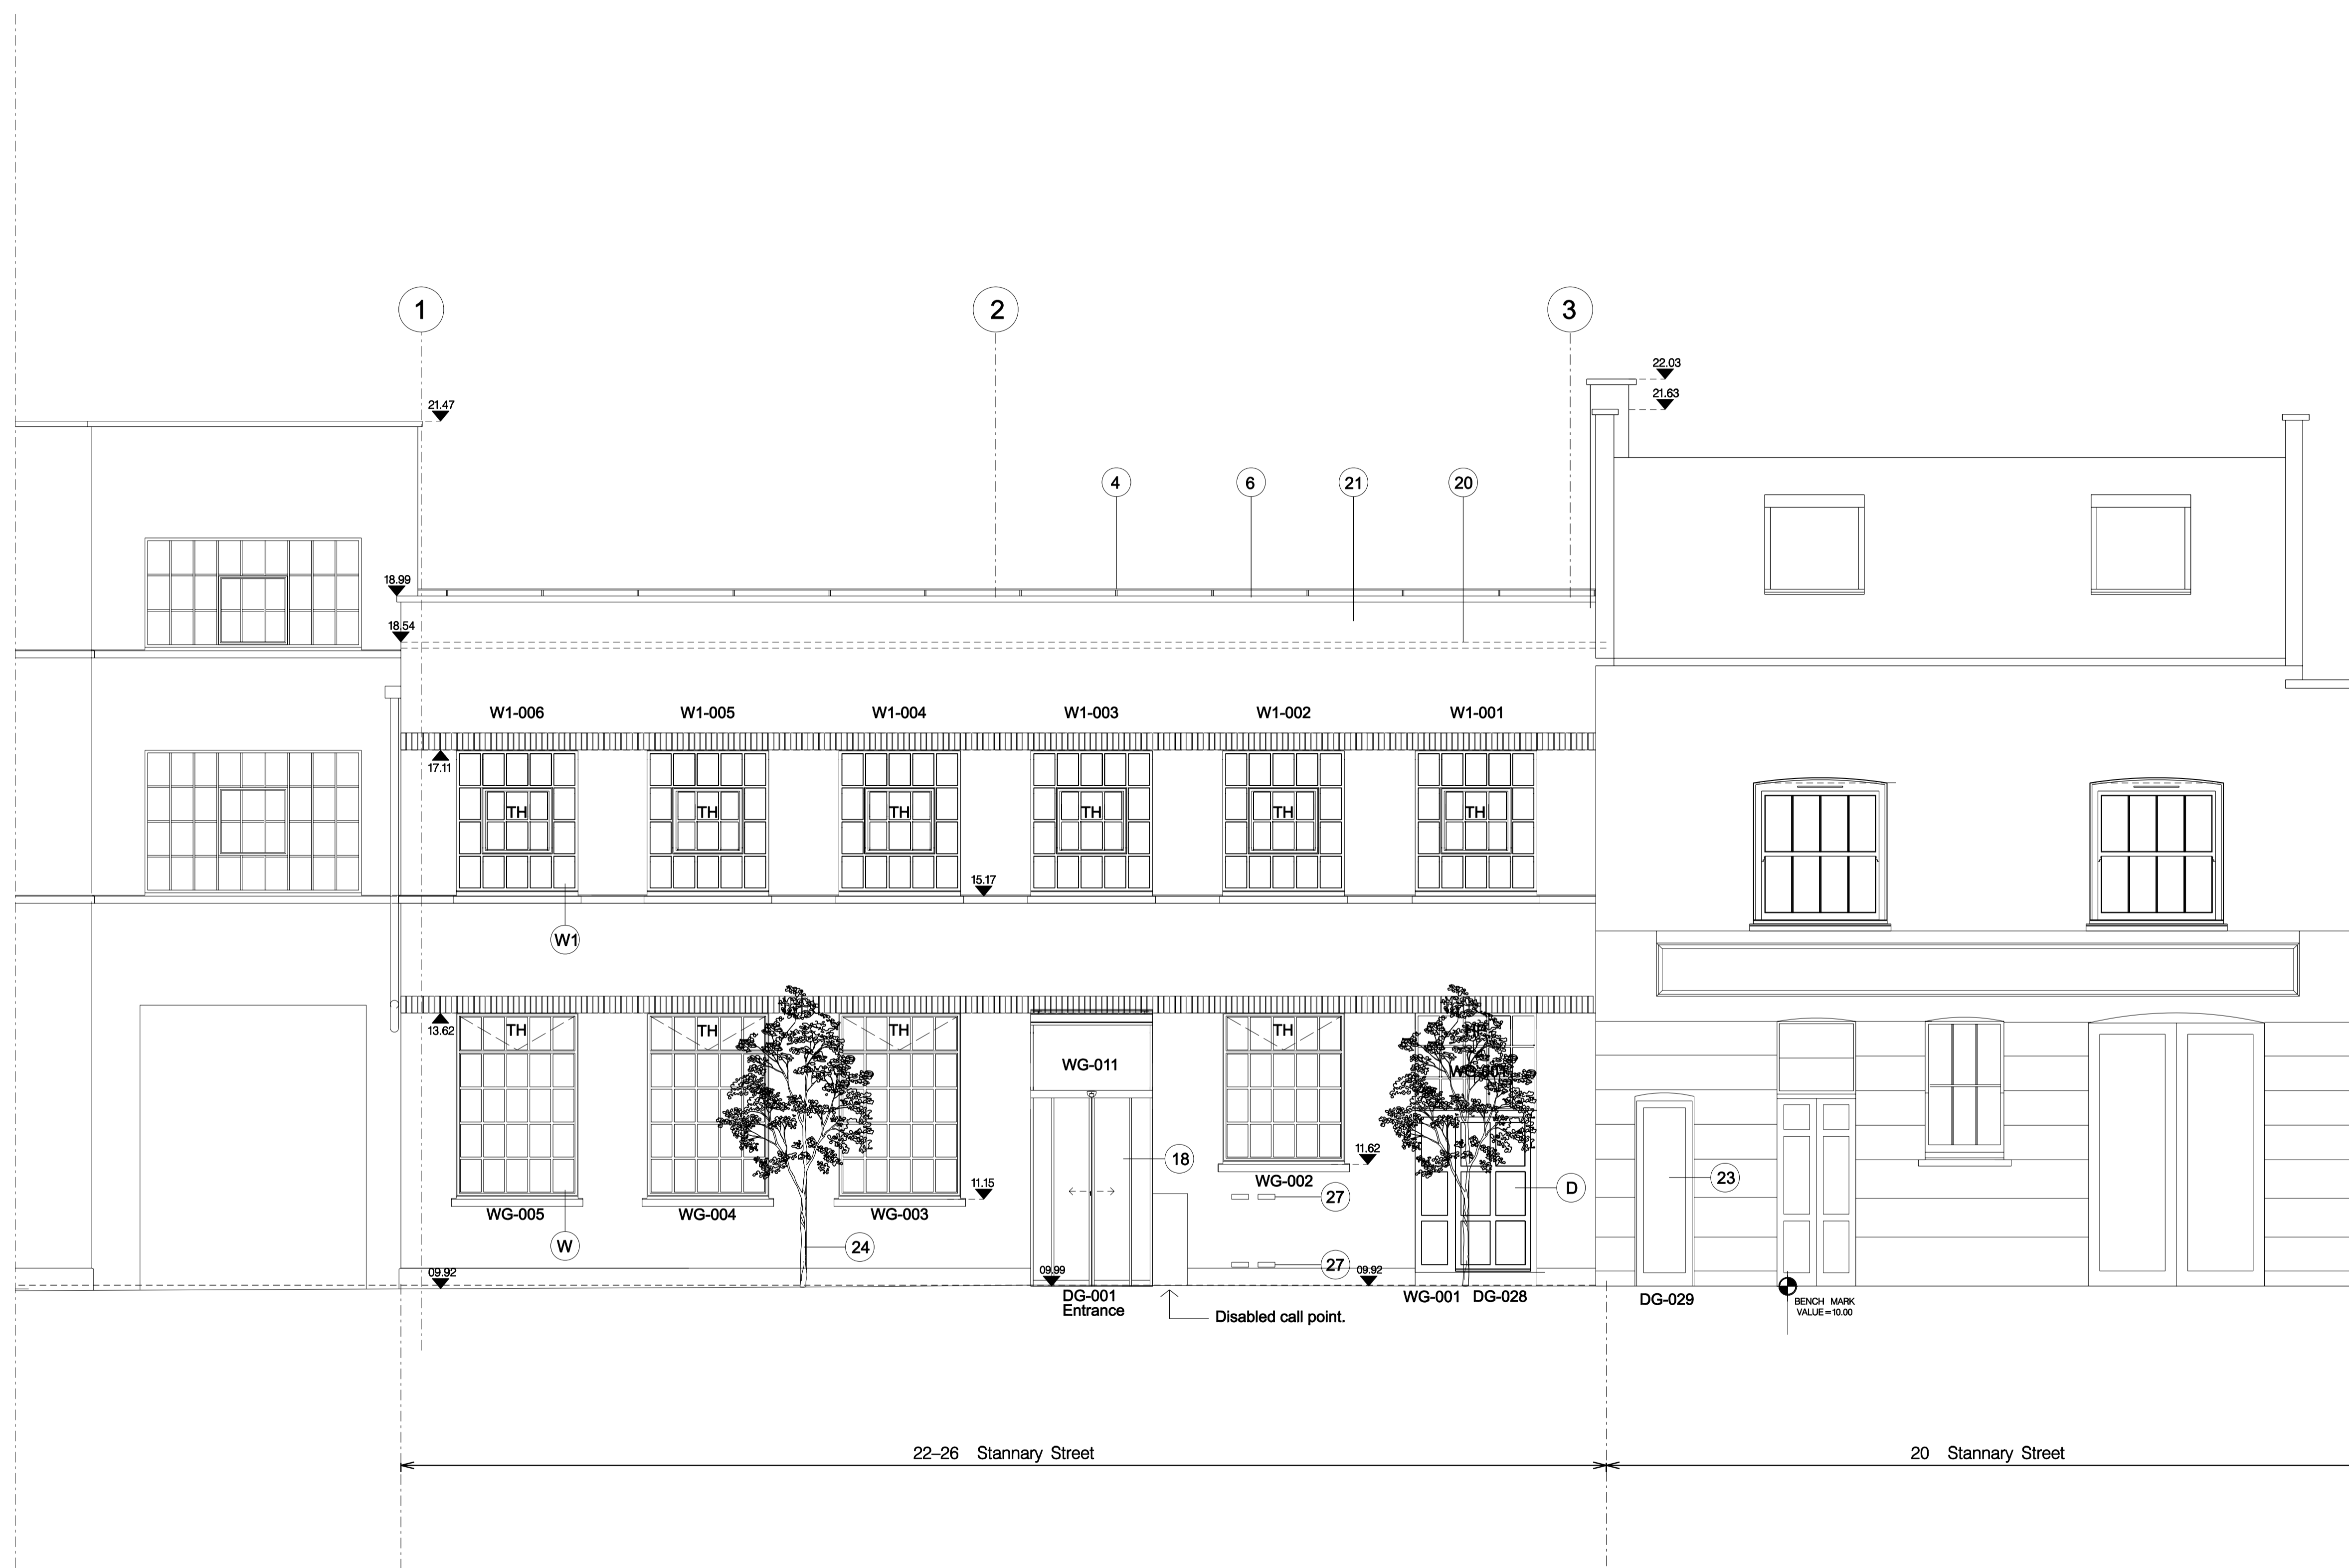 1
2
3
22.03
21.63
21.47
4
6
21
20
18.99
18.54
W1-006
W1-005
W1-004
W1-003
W1-002
W1-001
17.11
TH
TH
TH
TH
TH
TH
15.17
W1
13.62
TH
TH
TH
TH
WG-011
WG-001
11.62
18
WG-002
23
D
11.15
27
WG-005
WG-004
WG-003
W
24
27
09.92
09.99
09.92
DG-001
Entrance
WG-001
DG-028
DG-029
BENCH MARK
VALUE=10.00
Disabled call point.
22–26 Stannary Street
20 Stannary Street